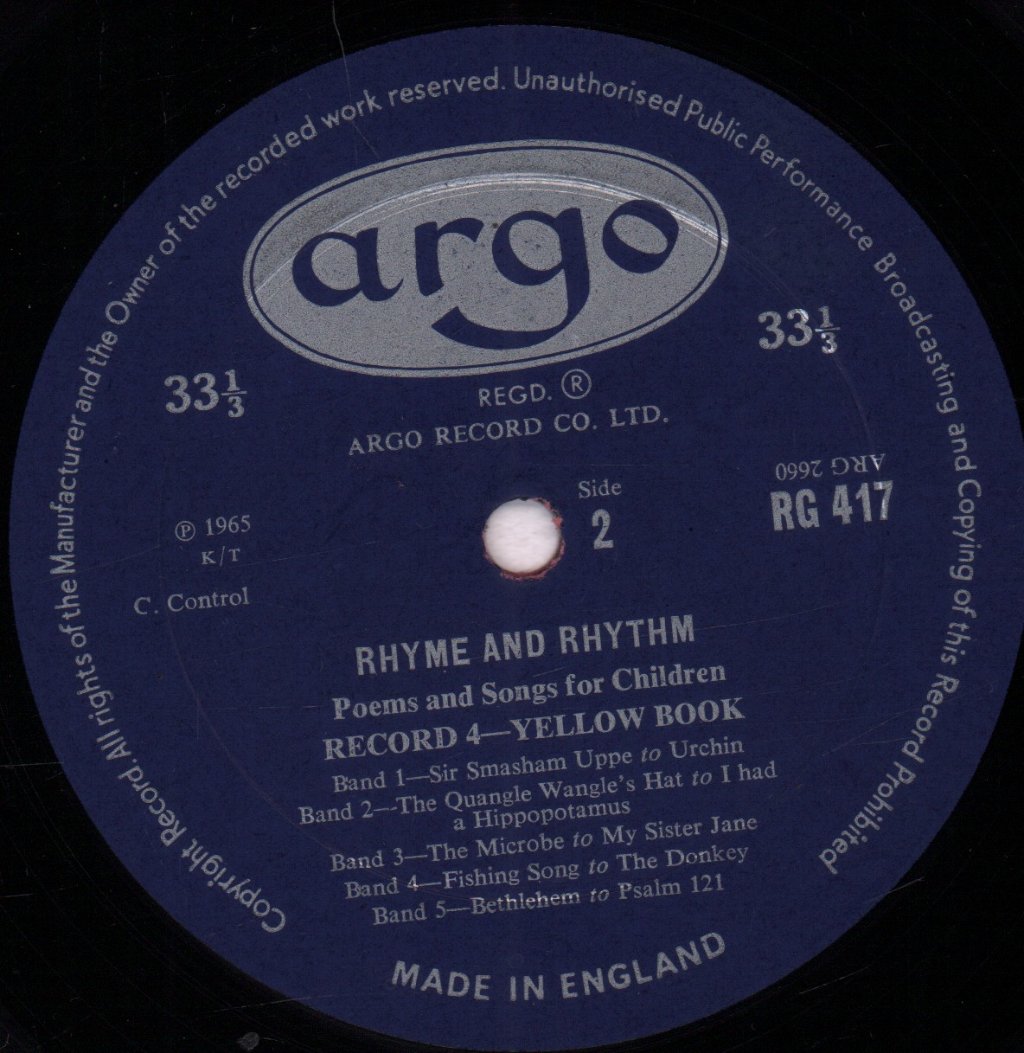 Copyright Record. All rights of the Manufacturer and the Owner of the recorded work reserved. Unauthorised Public Performance Broadcasting and Copying of this Record Prohibited
argo
33 1/3
33 1/3
REGD. ®
ARGO RECORD CO. LTD.
ARG 2660
Side
2
RG 417
℗ 1965
K/T
C. Control
RHYME AND RHYTHM
Poems and Songs for Children
RECORD 4—YELLOW BOOK
Band 1—Sir Smasham Uppe to Urchin
Band 2—The Quangle Wangle's Hat to I had
a Hippopotamus
Band 3—The Microbe to My Sister Jane
Band 4—Fishing Song to The Donkey
Band 5—Bethlehem to Psalm 121
MADE IN ENGLAND